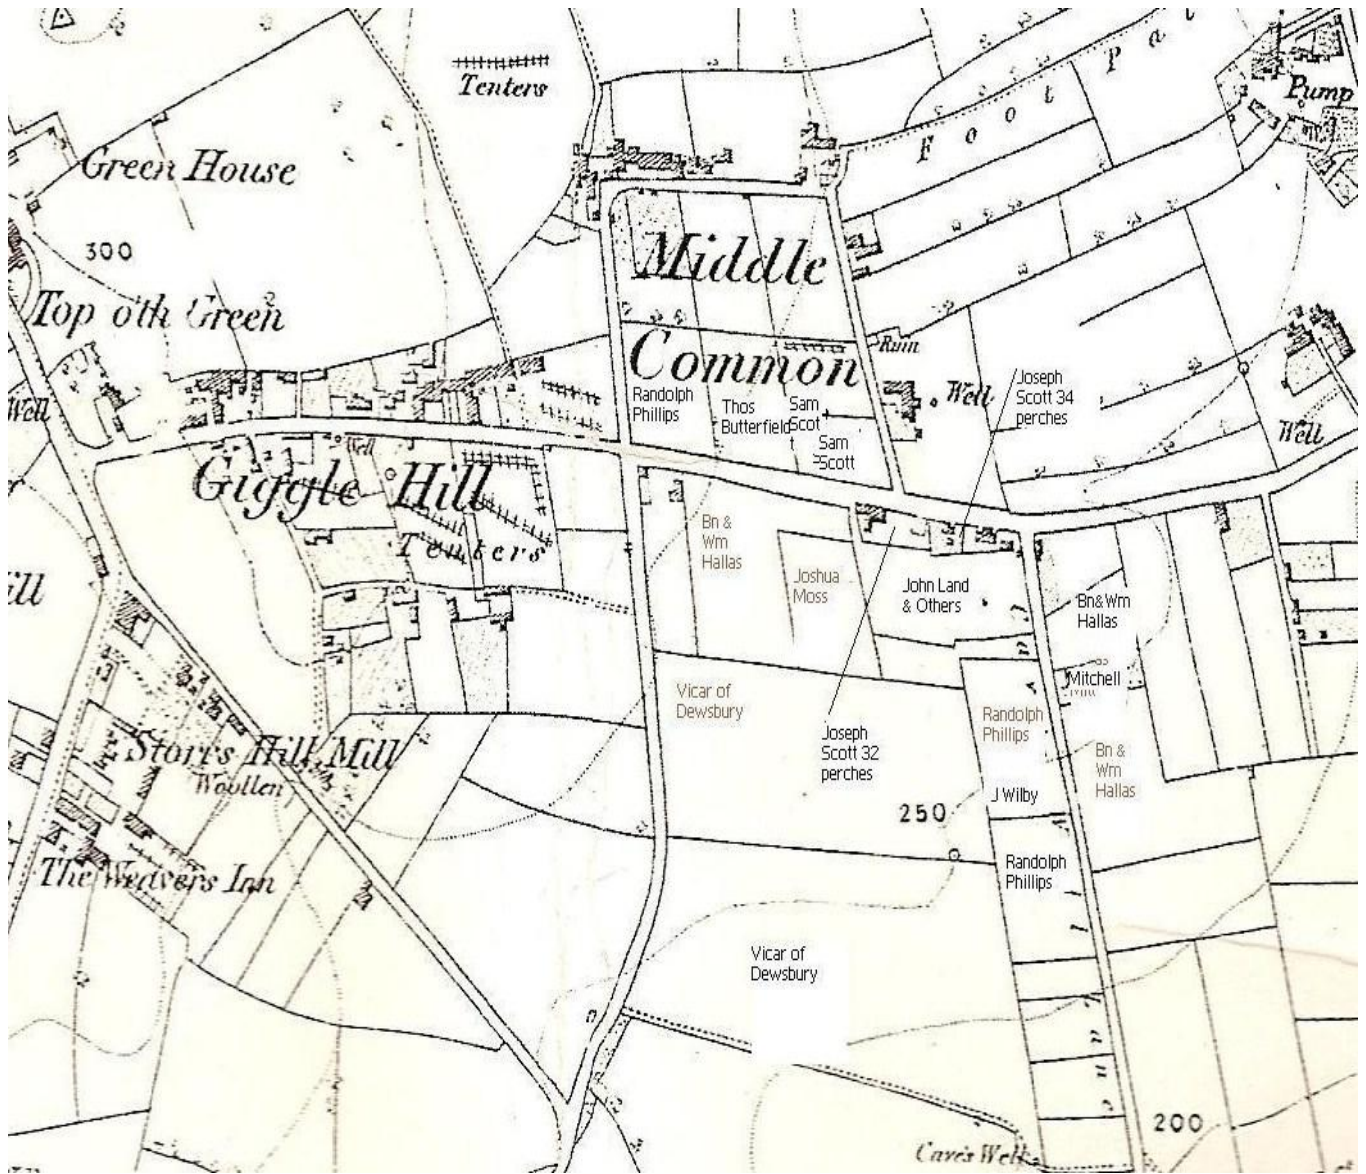 Tenters
Foot Pat
Pump
Green House
300
Middle
Top oth Green
Common
Ruin
Well
Randolph
Phillips
Thos
Butterfield
Sam
Scot
Sam
Scott
Well
Joseph
Scott 34
perches
Well
Well
Giggle Hill
Tenters
Bn &
Wm
Hallas
Joshua
Moss
John Land
& Others
Bn&Wm
Hallas
Mitchell
Vicar of
Dewsbury
Randolph
Phillips
Joseph
Scott 32
perches
Bn &
Wm
Hallas
Storrs Hill Mill
Woollen
J Wilby
250
The Weavers Inn
Randolph
Phillips
Vicar of
Dewsbury
200
Cave's Well